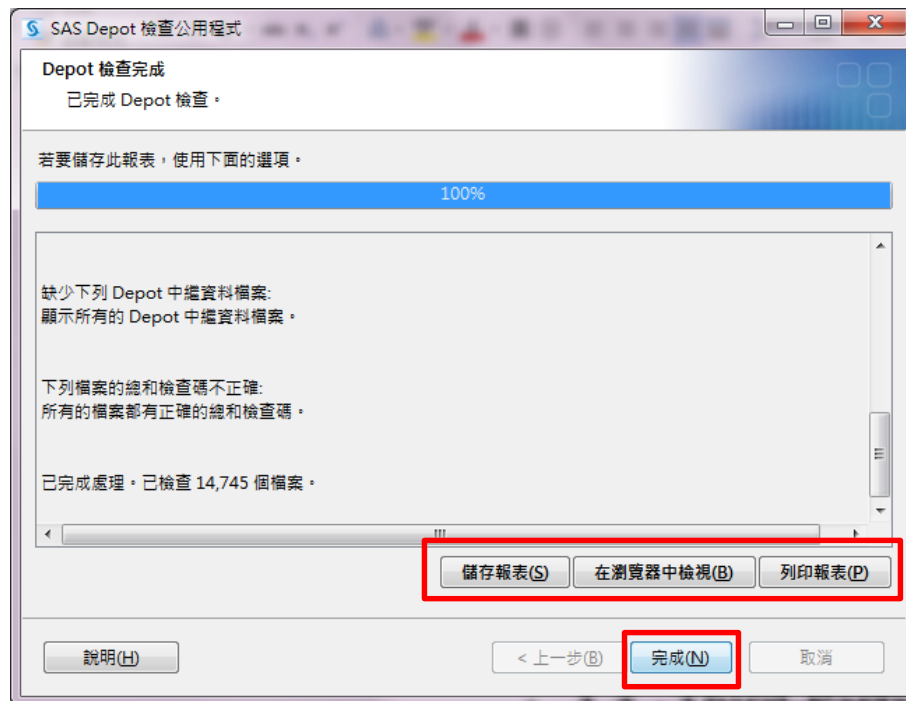 SAS Depot 檢查公用程式
Depot 檢查完成
已完成 Depot 檢查。
若要儲存此報表，使用下面的選項。
100%
缺少下列 Depot 中繼資料檔案:
顯示所有的 Depot 中繼資料檔案。
下列檔案的總和檢查碼不正確:
所有的檔案都有正確的總和檢查碼。
已完成處理。已檢查 14,745 個檔案。
儲存報表(S) 在瀏覽器中檢視(B) 列印報表(P)
說明(H) < 上一步(B) 完成(N) 取消